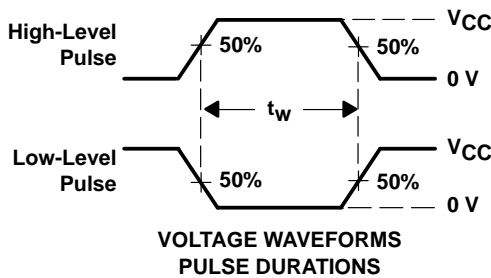 High-Level
Pulse
50%
50%
VCC
0 V
tw
Low-Level
Pulse
50%
50%
VCC
0 V
VOLTAGE WAVEFORMS
PULSE DURATIONS